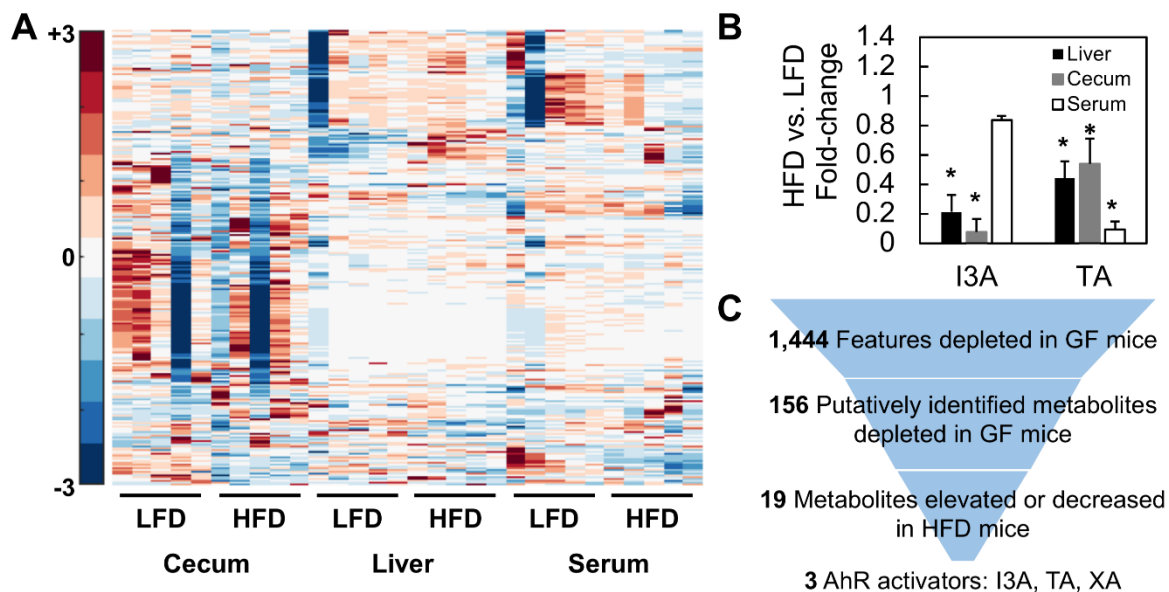 A
+3
0
-3
LFD HFD LFD HFD LFD HFD
Cecum Liver Serum
B
HFD vs. LFD
Fold-change
1.4
1.2
1
0.8
0.6
0.4
0.2
0
Liver
Cecum
Serum
* * * * *
I3A TA
C
1,444 Features depleted in GF mice
156 Putatively identified metabolites
depleted in GF mice
19 Metabolites elevated or decreased
in HFD mice
3 AhR activators: I3A, TA, XA